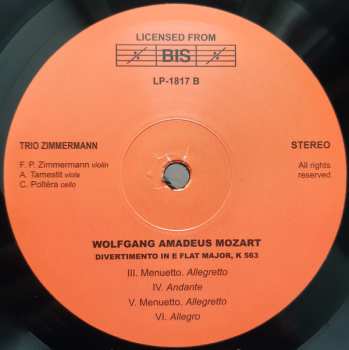 LICENSED FROM
BIS
LP-1817 B
TRIO ZIMMERMANN
STEREO
F. P. Zimmermann violin
A. Tamestit viola
C. Poltéra cello
All rights
reserved
WOLFGANG AMADEUS MOZART
DIVERTIMENTO IN E FLAT MAJOR, K 563
III. Menuetto. Allegretto
IV. Andante
V. Menuetto. Allegretto
VI. Allegro